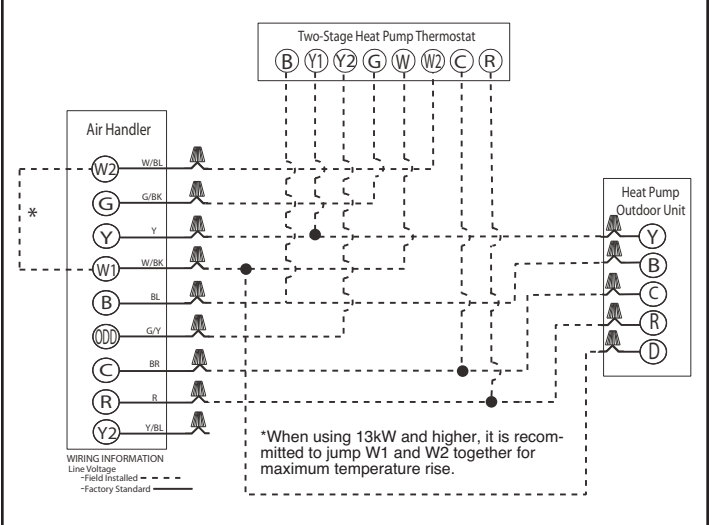 Two-Stage Heat Pump Thermostat
B Y1 Y2 G W W2 C R
Air Handler
W2 W/BL
G G/BK
Y Y
W1 W/BK
B BL
ODD G/Y
C BR
R R
Y2 Y/BL
*
Heat Pump
Outdoor Unit
Y
B
C
R
D
*When using 13kW and higher, it is recom-
mitted to jump W1 and W2 together for
maximum temperature rise.
WIRING INFORMATION
Line Voltage
-Field Installed
-Factory Standard